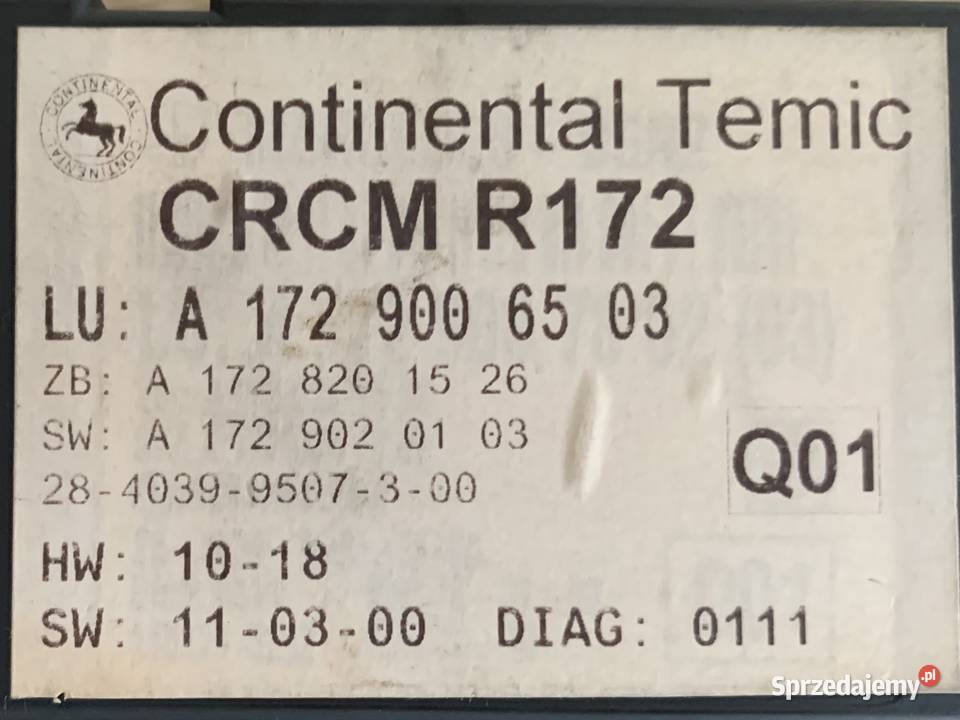 CONTINENTAL CONTINENTAL
Continental Temic
CRCM R172
LU: A 172 900 65 03
ZB: A 172 820 15 26
SW: A 172 902 01 03
28-4039-9507-3-00
Q01
HW: 10-18
SW: 11-03-00 DIAG: 0111
Sprzedajemy.pl